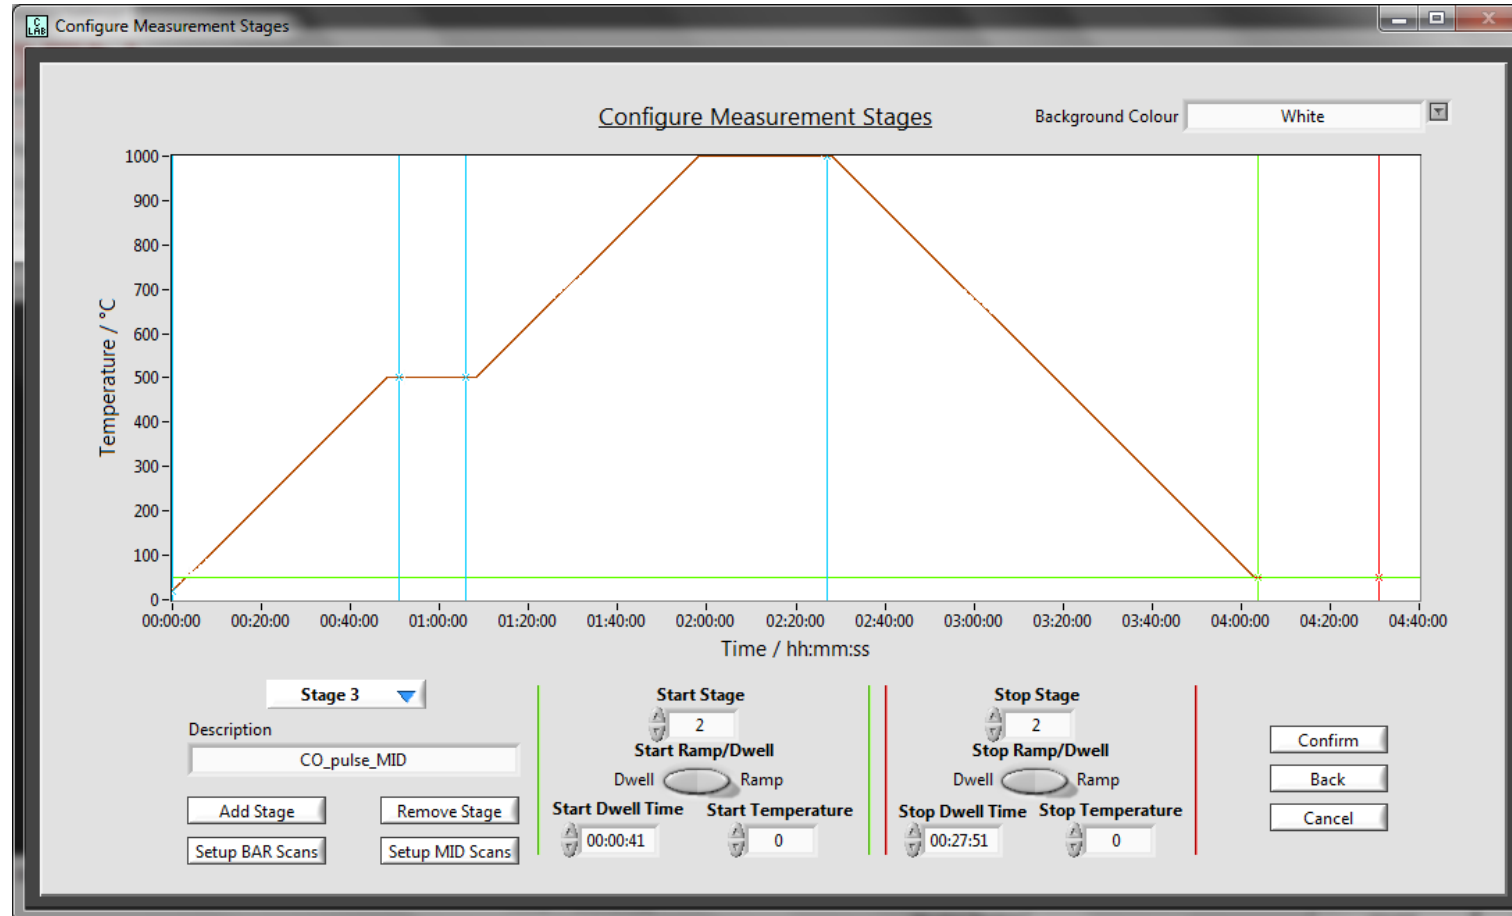 C LAB
Configure Measurement Stages
Configure Measurement Stages
Background Colour White
1000
900
800
700
600
500
400
300
200
100
0
Temperature / °C
00:00:00 00:20:00 00:40:00 01:00:00 01:20:00 01:40:00 02:00:00 02:20:00 02:40:00 03:00:00 03:20:00 03:40:00 04:00:00 04:20:00 04:40:00
Time / hh:mm:ss
Stage 3
Description
CO_pulse_MID
Add Stage Remove Stage
Setup BAR Scans Setup MID Scans
Start Stage
2
Start Ramp/Dwell
Dwell Ramp
Start Dwell Time Start Temperature
00:00:41 0
Stop Stage
2
Stop Ramp/Dwell
Dwell Ramp
Stop Dwell Time Stop Temperature
00:27:51 0
Confirm
Back
Cancel